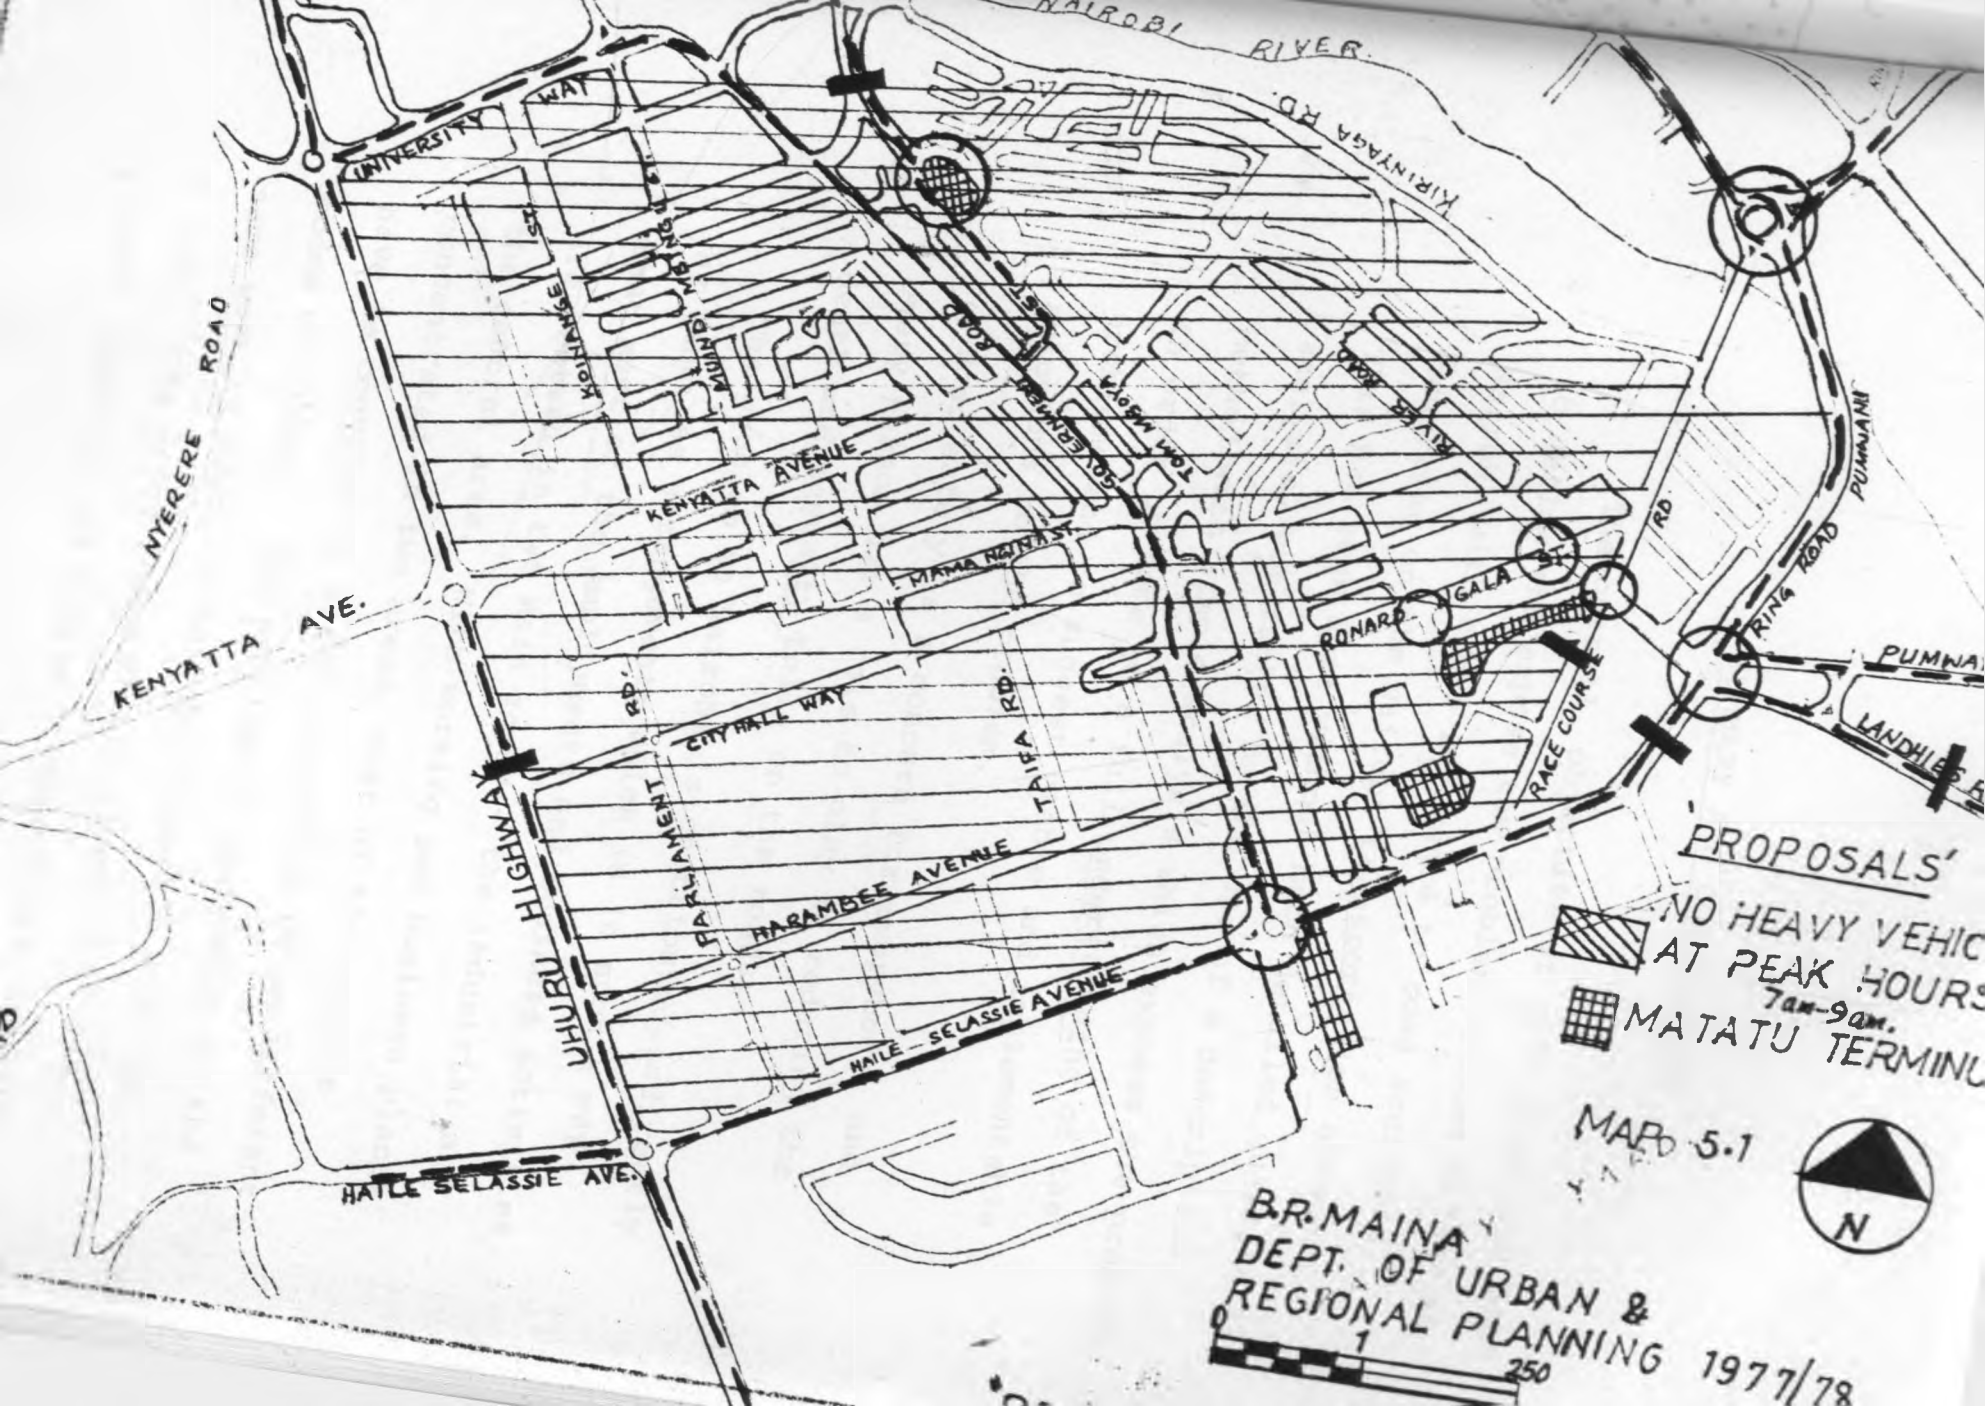 NAIROBI RIVER.
KIRINYAGA RD.
UNIVERSITY WAY
KOINANGE ST.
MUINDI MBINGU ST.
NYERERE ROAD
GOVERNMENT ROAD
TOM MBOYA ST.
RIVER ROAD
PUMWANI
RING ROAD
RD
KENYATTA AVENUE
MAMA NGINA ST
RONARD NGALA ST
KENYATTA AVE.
PUMWA
LANDHIES R
RACE COURSE
CITY HALL WAY
PARLIAMENT RD.
TAIFA RD.
UHURU HIGHWAY
HARAMBEE AVENUE
HAILE SELASSIE AVENUE
HAILE SELASSIE AVE.
PROPOSALS'
NO HEAVY VEHIC
AT PEAK HOURS
7am-9am.
MATATU TERMINU
MAP 5.1
N
B.R. MAINA
DEPT. OF URBAN &
REGIONAL PLANNING 1977/78
0 1 250